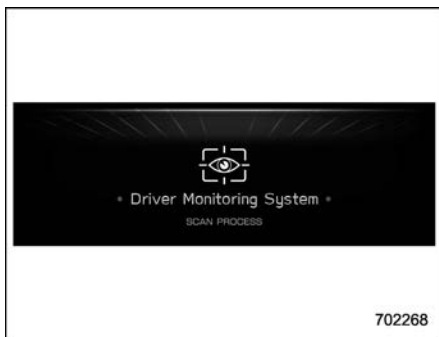 • Driver Monitoring System •
SCAN PROCESS
702268